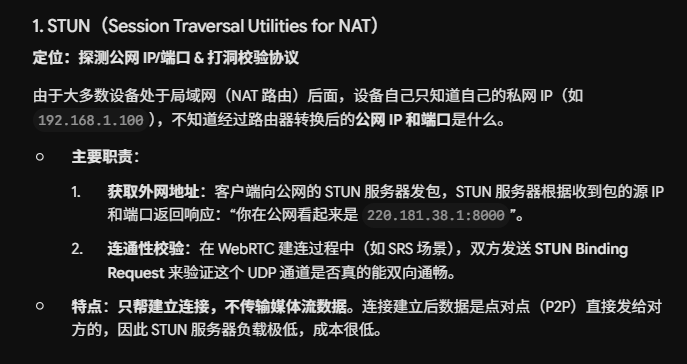 1. STUN（Session Traversal Utilities for NAT）
定位：探测公网 IP/端口 & 打洞校验协议
由于大多数设备处于局域网（NAT 路由）后面，设备自己只知道自己的私网 IP（如
192.168.1.100），不知道经过路由器转换后的公网 IP 和端口是什么。
主要职责：
1. 获取外网地址：客户端向公网的 STUN 服务器发包，STUN 服务器根据收到包的源 IP
和端口返回响应：“你在公网看起来是 220.181.38.1:8000”。
2. 连通性校验：在 WebRTC 建连过程中（如 SRS 场景），双方发送 STUN Binding
Request 来验证这个 UDP 通道是否真的能双向通畅。
特点：只帮建立连接，不传输媒体流数据。连接建立后数据是点对点（P2P）直接发给对
方的，因此 STUN 服务器负载极低，成本很低。